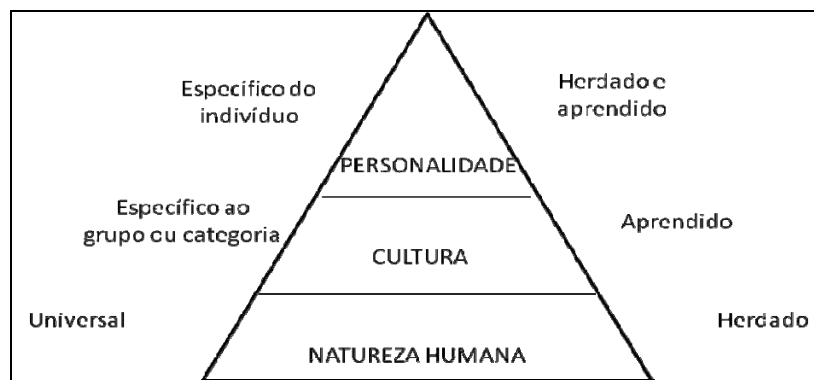 Específico do
indivíduo
Herdado e
aprendido
PERSONALIDADE
Específico ao
grupo ou categoria
Aprendido
CULTURA
Universal
Herdado
NATUREZA HUMANA